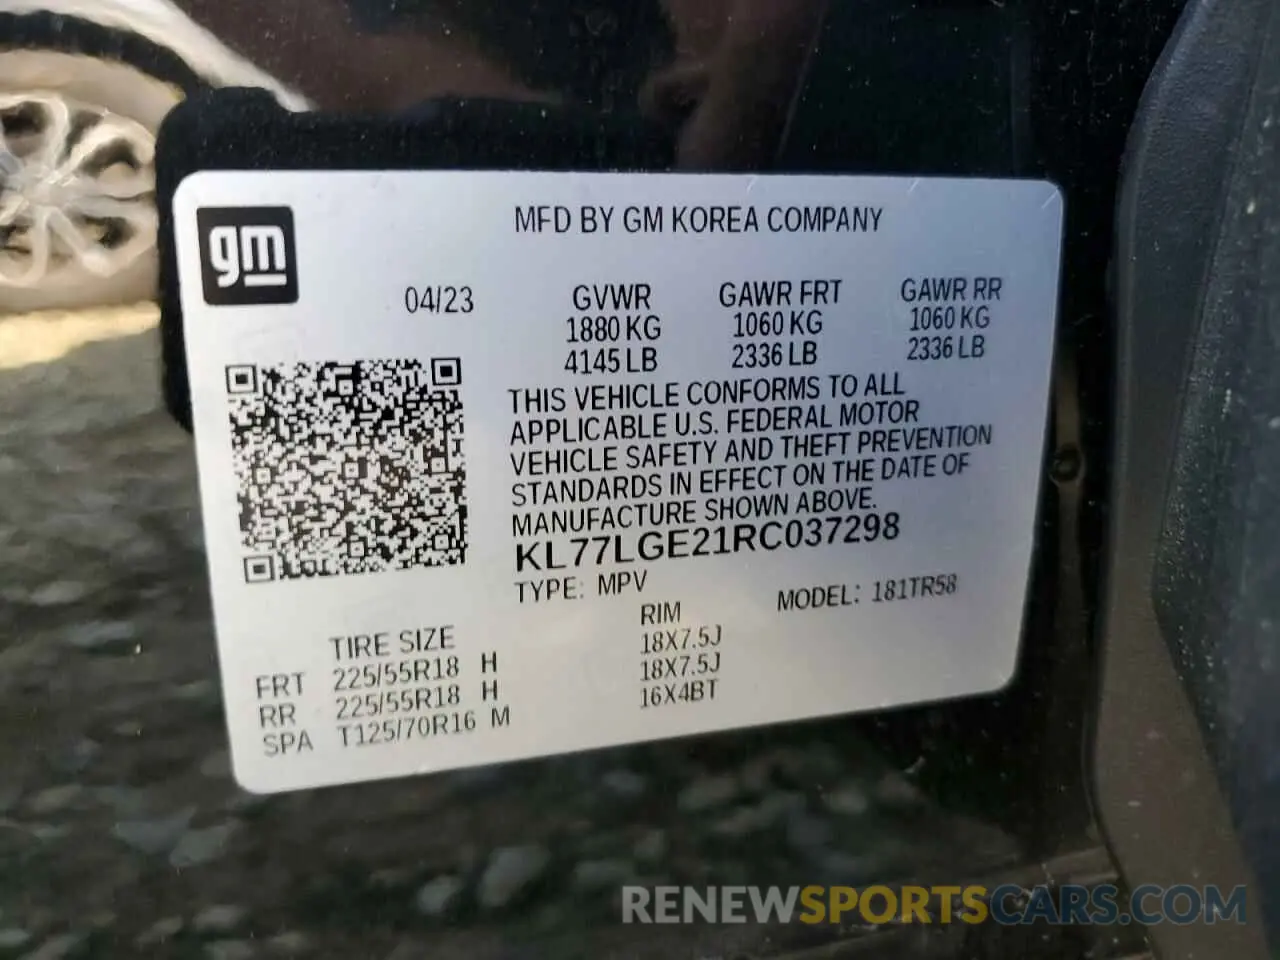 gm
MFD BY GM KOREA COMPANY
04/23 GVWR GAWR FRT GAWR RR
1880 KG 1060 KG 1060 KG
4145 LB 2336 LB 2336 LB
THIS VEHICLE CONFORMS TO ALL
APPLICABLE U.S. FEDERAL MOTOR
VEHICLE SAFETY AND THEFT PREVENTION
STANDARDS IN EFFECT ON THE DATE OF
MANUFACTURE SHOWN ABOVE.
KL77LGE21RC037298
TYPE: MPV MODEL: 181TR58
TIRE SIZE RIM
FRT 225/55R18 H 18X7.5J
RR 225/55R18 H 18X7.5J
SPA T125/70R16 M 16X4BT
RENEWSPORTSCARS.COM